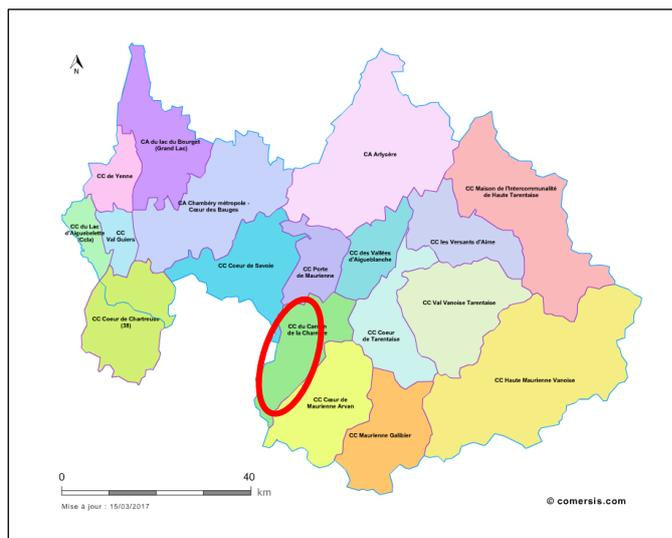 N
CA du lac du Bourget
(Grand Lac)
CC de Yenne
CA Arlysère
CC Maison de l'Intercommunalité
de Haute Tarentaise
CA Chambéry métropole -
Cœur des Bauges
CC du Lac
d'Aiguebelette
(Ccla)
CC
Val Guiers
CC les Versants d'Aime
CC des Vallées
d'Aigueblanche
CC Coeur de Savoie
CC Porte
de Maurienne
CC Val Vanoise Tarentaise
CC Coeur de Chartreuse
(38)
CC du Canton
de la Chambre
CC Coeur
de Tarentaise
CC Haute Maurienne Vanoise
CC Cœur de
Maurienne Arvan
CC Maurienne Galibier
0 40
km
Mise à jour : 15/03/2017
© comersis.com